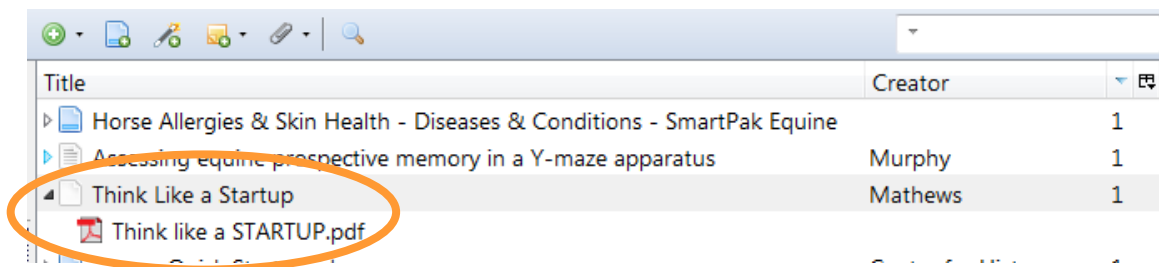 Title Creator
Horse Allergies & Skin Health - Diseases & Conditions - SmartPak Equine 1
Assessing equine prospective memory in a Y-maze apparatus Murphy 1
Think Like a Startup Mathews 1
Think like a STARTUP.pdf